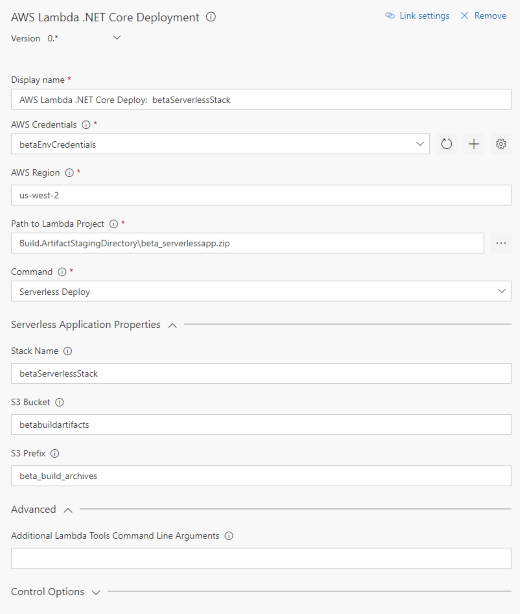 AWS Lambda .NET Core Deployment
Link settings
Remove
Version 0.*
Display name *
AWS Lambda .NET Core Deploy: betaServerlessStack
AWS Credentials *
betaEnvCredentials
AWS Region *
us-west-2
Path to Lambda Project *
Build.ArtifactStagingDirectory\beta_serverlessapp.zip
Command *
Serverless Deploy
Serverless Application Properties
Stack Name
betaServerlessStack
S3 Bucket
betabuildartifacts
S3 Prefix
beta_build_archives
Advanced
Additional Lambda Tools Command Line Arguments
Control Options